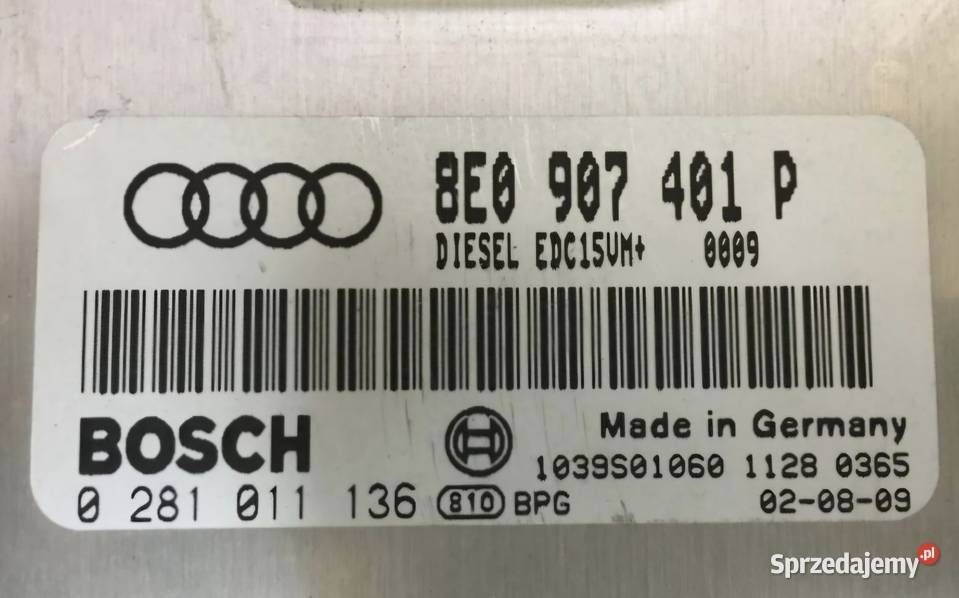 8E0 907 401 P
DIESEL EDC15VM+ 0009
BOSCH
Made in Germany
1039S01060 1128 0365
0 281 011 136 810 BPG
02-08-09
Sprzedajemy.pl